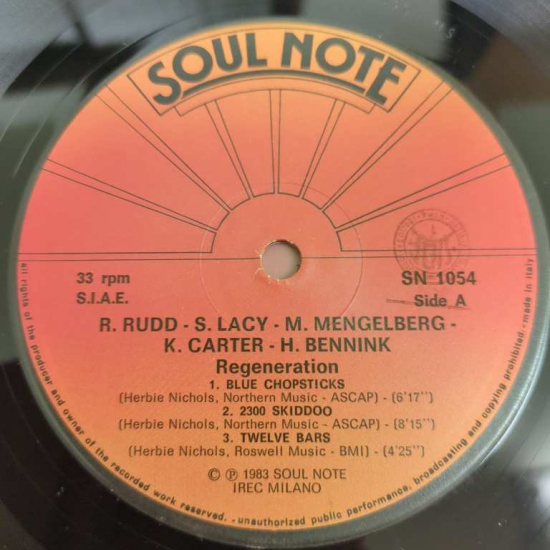 SOUL NOTE
33 rpm
S.I.A.E.
SN 1054
Side A
R. RUDD - S. LACY - M. MENGELBERG -
K. CARTER - H. BENNINK
Regeneration
1. BLUE CHOPSTICKS
(Herbie Nichols, Northern Music - ASCAP) - (6'17'')
2. 2300 SKIDDOO
(Herbie Nichols, Northern Music - ASCAP) - (8'15'')
3. TWELVE BARS
(Herbie Nichols, Roswell Music - BMI) - (4'25'')
© ℗ 1983 SOUL NOTE
IREC MILANO
all rights of the producer and owner of the recorded work reserved. - unauthorized public performance, broadcasting and copying prohibited. - made in italy.